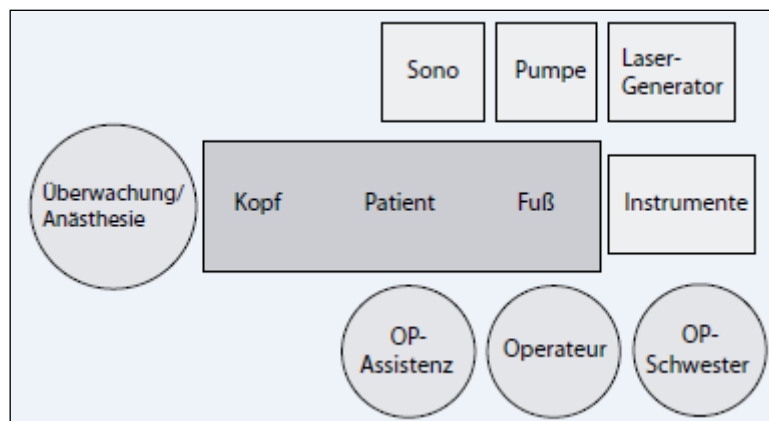 Sono
Pumpe
Laser-
Generator
Überwachung/
Anästhesie
Kopf
Patient
Fuß
Instrumente
OP-
Assistenz
Operateur
OP-
Schwester